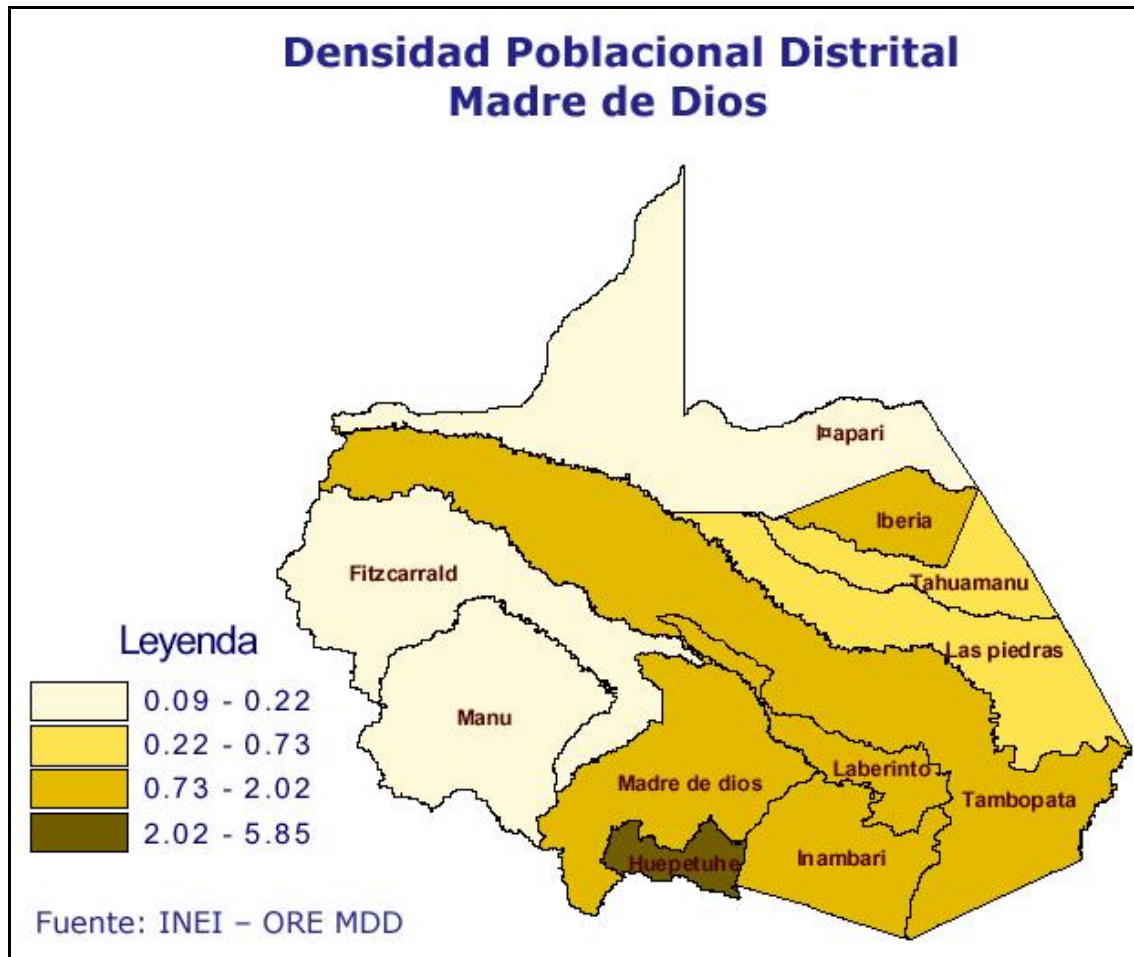 Densidad Poblacional Distrital
Madre de Dios
I¤apari
Iberia
Fitzcarrald
Tahuamanu
Leyenda
Las piedras
0.09 - 0.22
Manu
0.22 - 0.73
Laberinto
Madre de dios
0.73 - 2.02
Tambopata
2.02 - 5.85
Huepetuhe
Inambari
Fuente: INEI – ORE MDD